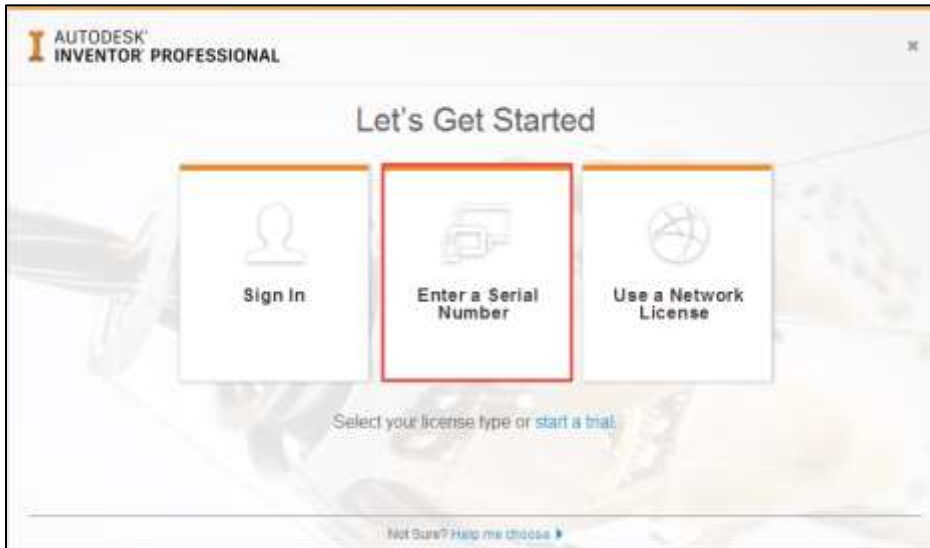 AUTODESK®
INVENTOR® PROFESSIONAL
Let's Get Started
Sign In
Enter a Serial
Number
Use a Network
License
Select your license type or start a trial.
Not Sure? Help me choose